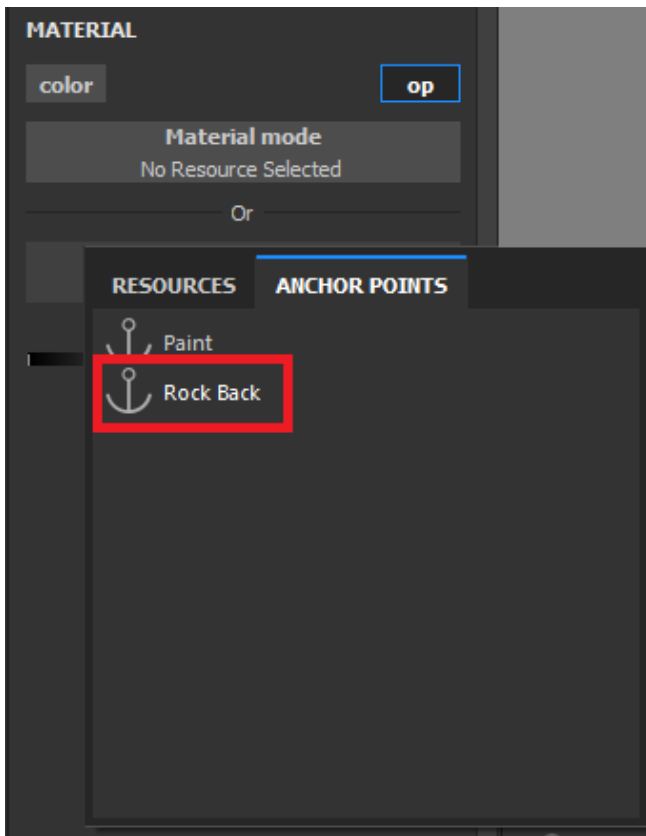 MATERIAL
color op
Material mode
No Resource Selected
Or
RESOURCES ANCHOR POINTS
Paint
Rock Back